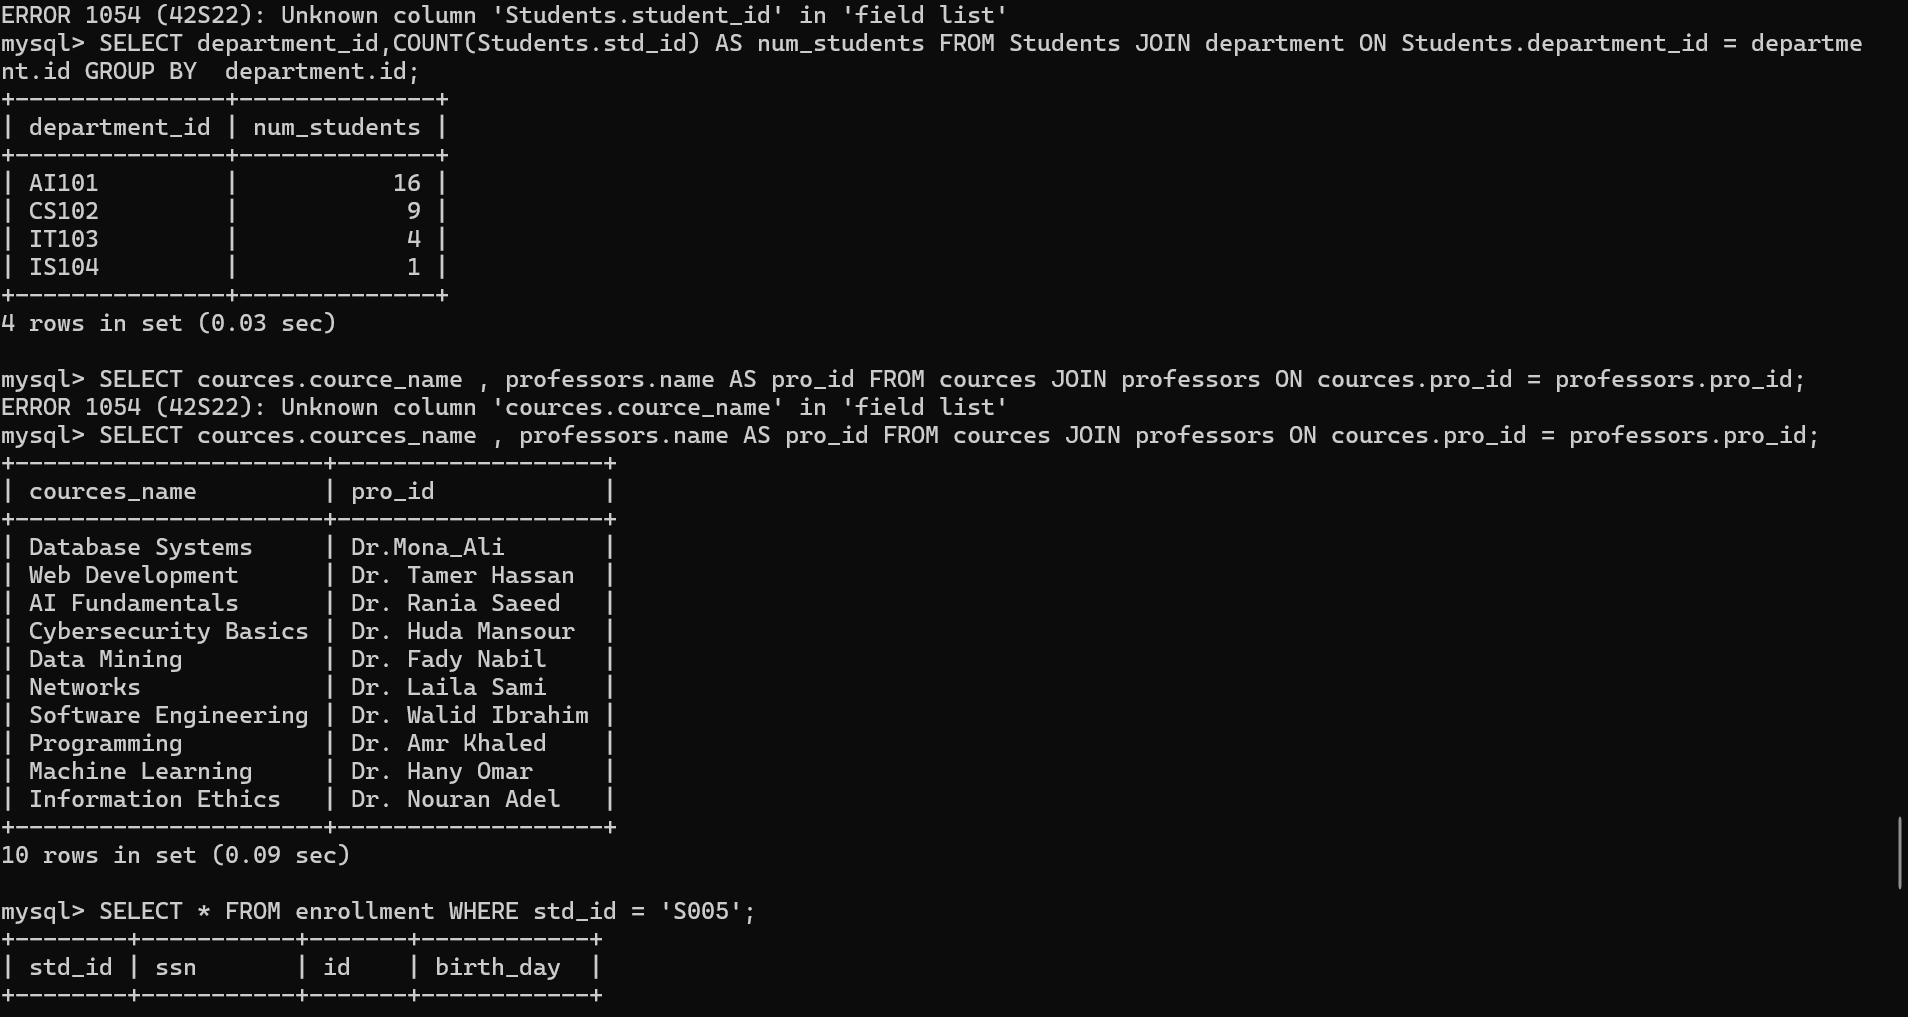 ERROR 1054 (42S22): Unknown column 'Students.student_id' in 'field list'
mysql> SELECT department_id,COUNT(Students.std_id) AS num_students FROM Students JOIN department ON Students.department_id = departme
nt.id GROUP BY  department.id;
+---------------+--------------+
| department_id | num_students |
+---------------+--------------+
| AI101         |           16 |
| CS102         |            9 |
| IT103         |            4 |
| IS104         |            1 |
+---------------+--------------+
4 rows in set (0.03 sec)

mysql> SELECT cources.cource_name , professors.name AS pro_id FROM cources JOIN professors ON cources.pro_id = professors.pro_id;
ERROR 1054 (42S22): Unknown column 'cources.cource_name' in 'field list'
mysql> SELECT cources.cources_name , professors.name AS pro_id FROM cources JOIN professors ON cources.pro_id = professors.pro_id;
+----------------------+-------------------+
| cources_name         | pro_id            |
+----------------------+-------------------+
| Database Systems     | Dr.Mona_Ali       |
| Web Development      | Dr. Tamer Hassan  |
| AI Fundamentals      | Dr. Rania Saeed   |
| Cybersecurity Basics | Dr. Huda Mansour  |
| Data Mining          | Dr. Fady Nabil    |
| Networks             | Dr. Laila Sami    |
| Software Engineering | Dr. Walid Ibrahim |
| Programming          | Dr. Amr Khaled    |
| Machine Learning     | Dr. Hany Omar     |
| Information Ethics   | Dr. Nouran Adel   |
+----------------------+-------------------+
10 rows in set (0.09 sec)

mysql> SELECT * FROM enrollment WHERE std_id = 'S005';
+--------+-----------+-------+------------+
| std_id | ssn       | id    | birth_day  |
+--------+-----------+-------+------------+